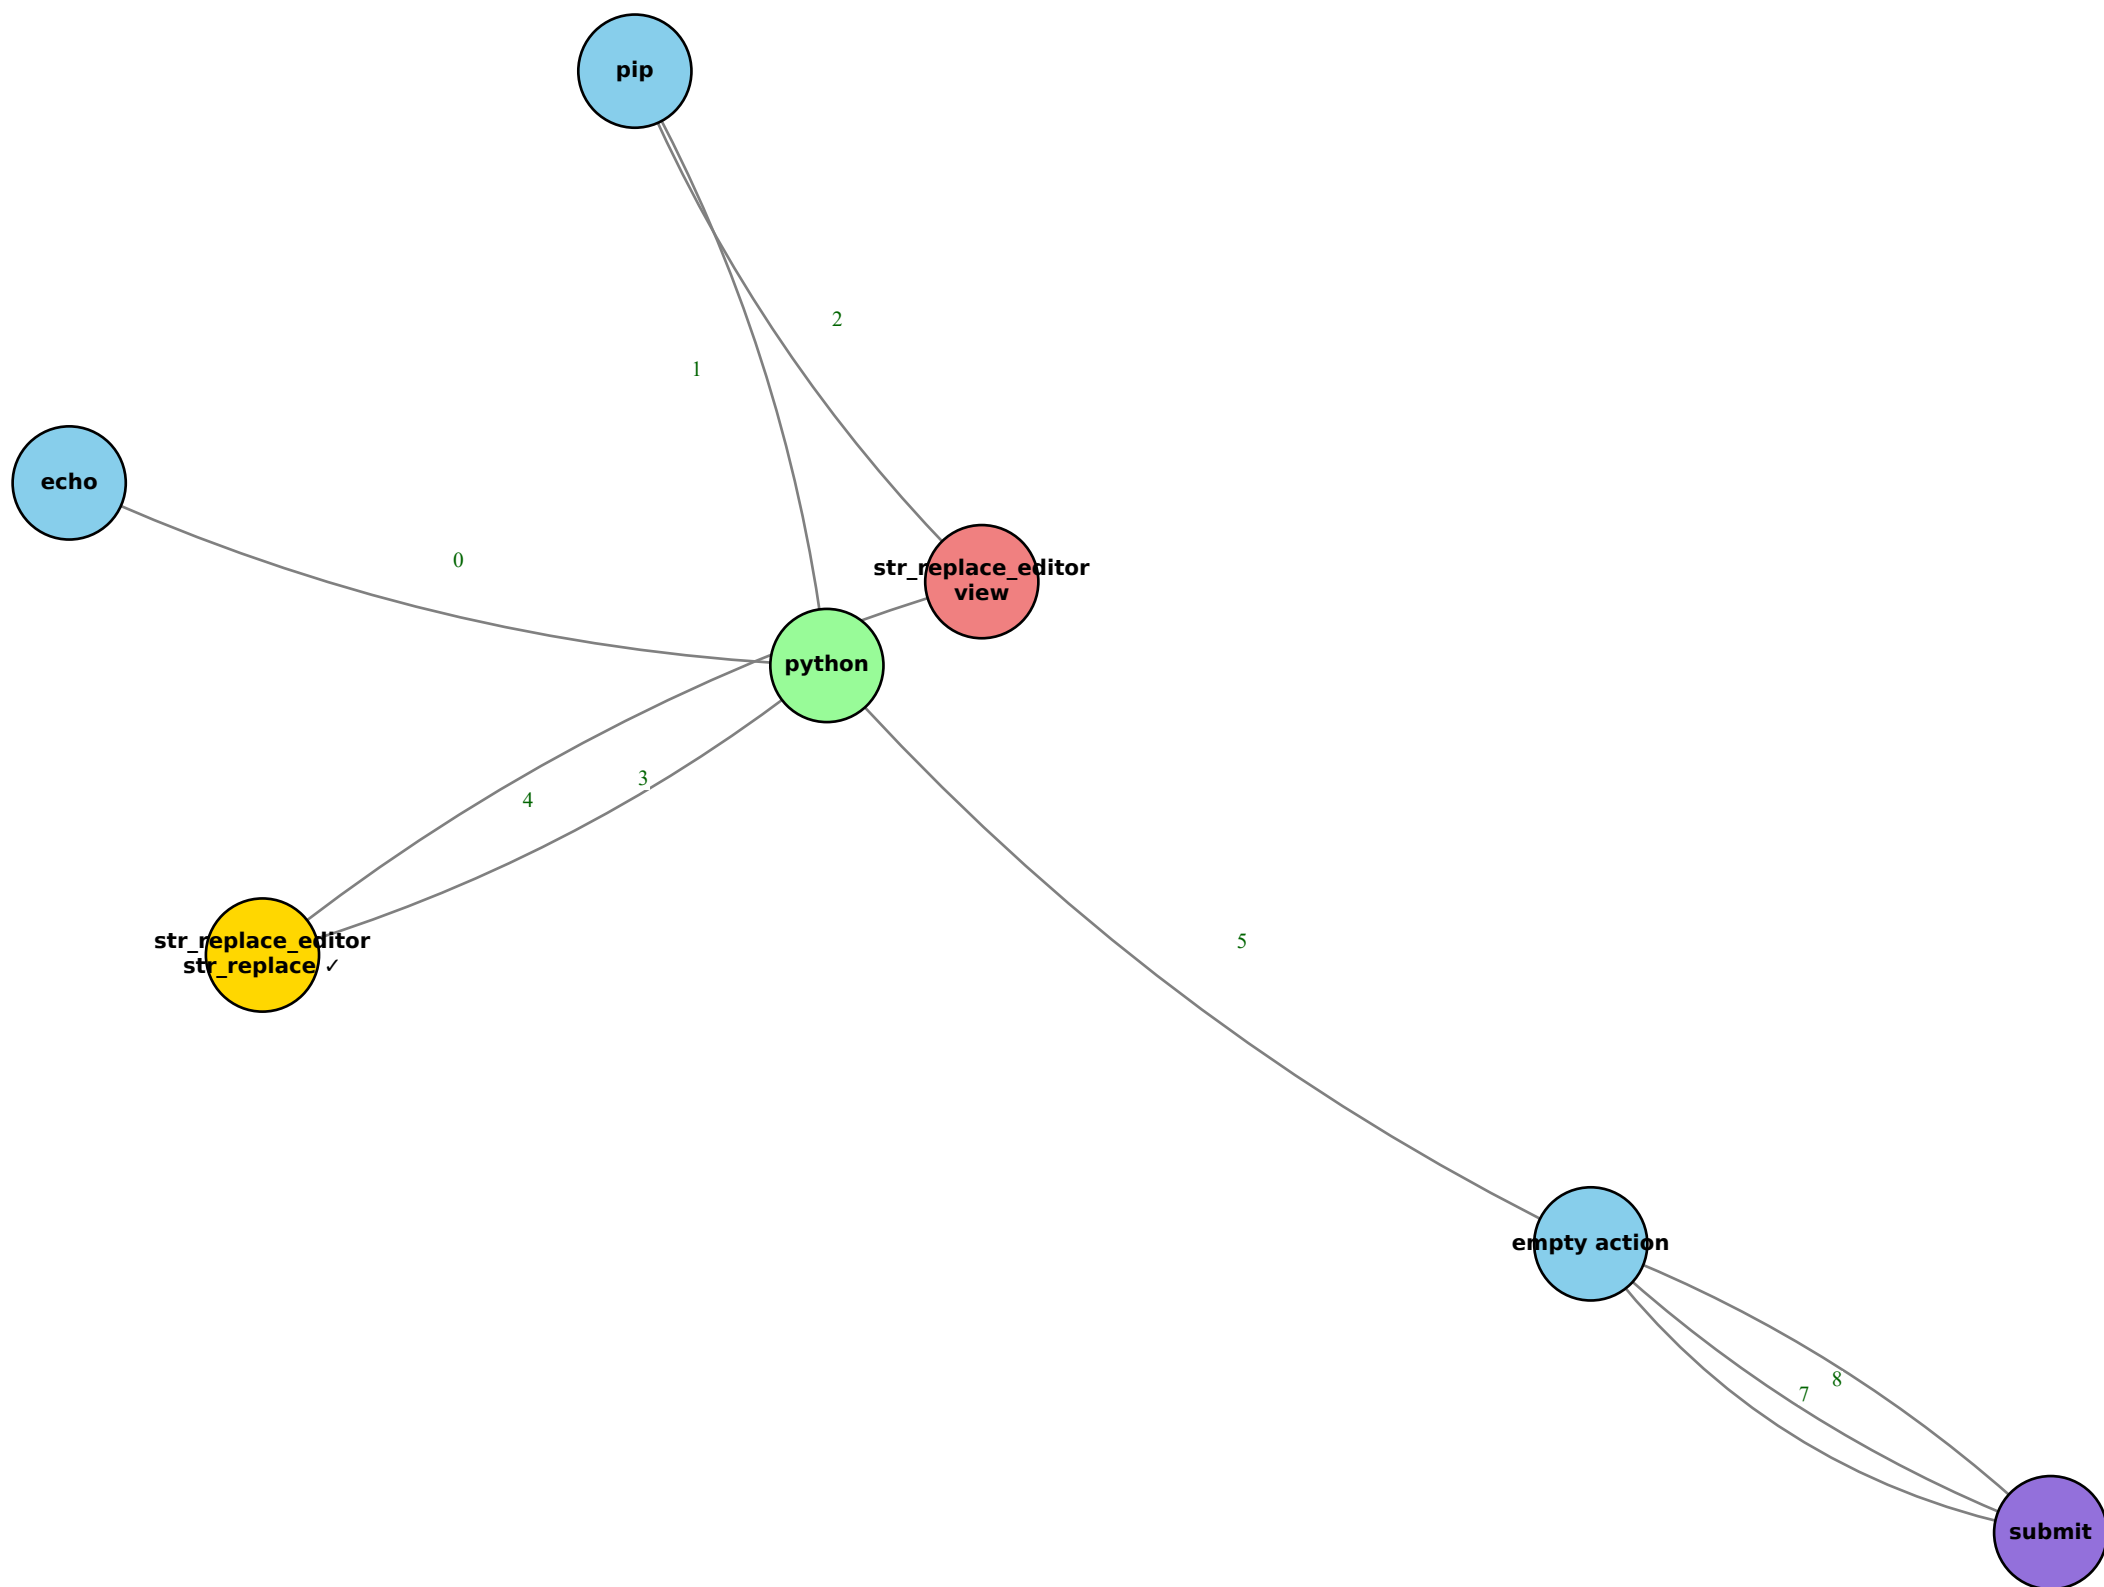 pip
2
1
echo
0
str_replace_editor
view
python
3
4
str_replace_editor
str_replace ✓
5
empty action
8
7
submit